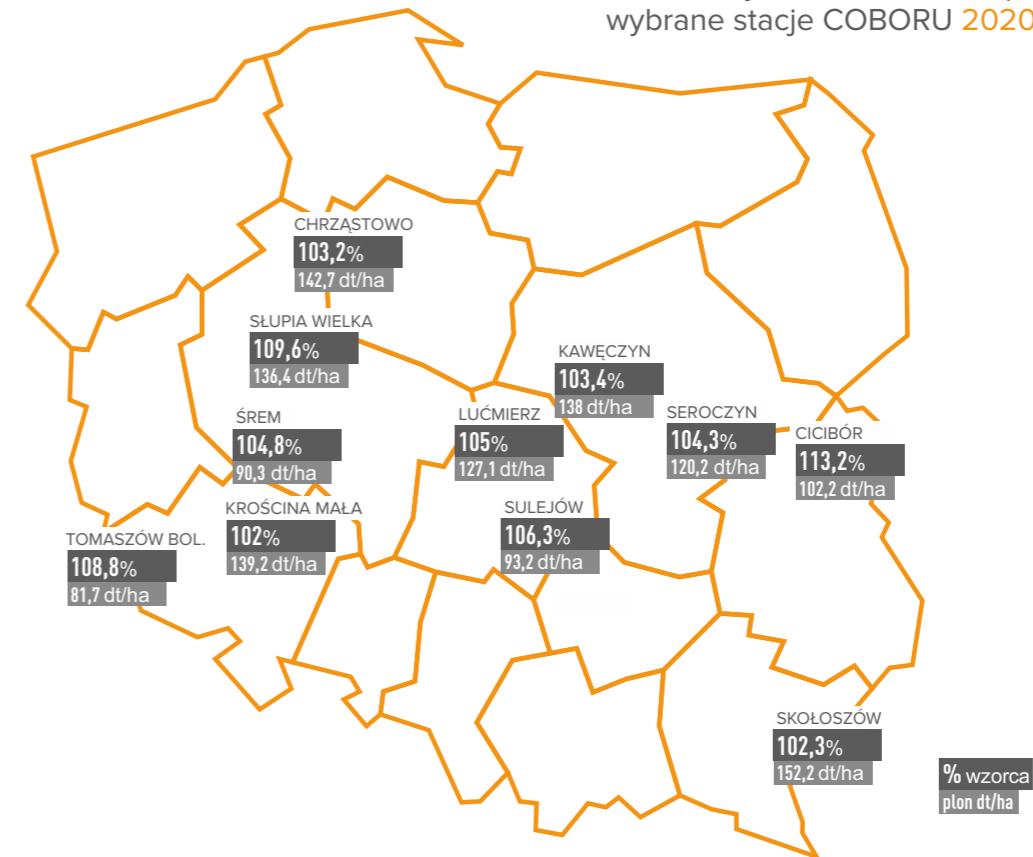 wybrane stacje COBORU 2020
CHRZĄSTOWO
103,2%
142,7 dt/ha
SŁUPIA WIELKA
109,6%
136,4 dt/ha
KAWĘCZYN
103,4%
138 dt/ha
ŚREM
104,8%
90,3 dt/ha
LUĆMIERZ
105%
127,1 dt/ha
SEROCZYN
104,3%
120,2 dt/ha
CICIBÓR
113,2%
102,2 dt/ha
KROŚCINA MAŁA
102%
139,2 dt/ha
SULEJÓW
106,3%
93,2 dt/ha
TOMASZÓW BOL.
108,8%
81,7 dt/ha
SKOŁOSZÓW
102,3%
152,2 dt/ha
% wzorca
plon dt/ha